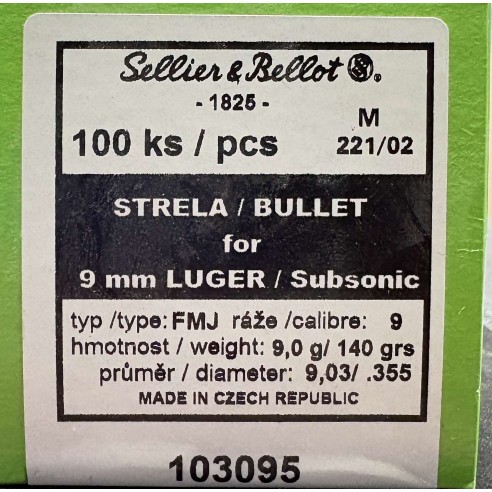 Sellier & Bellot SB.
- 1825 -
M
100 ks / pcs 221/02
STRELA / BULLET
for
9 mm LUGER / Subsonic
typ /type: FMJ ráže /calibre: 9
hmotnost / weight: 9,0 g/ 140 grs
průměr / diameter: 9,03/ .355
MADE IN CZECH REPUBLIC
103095